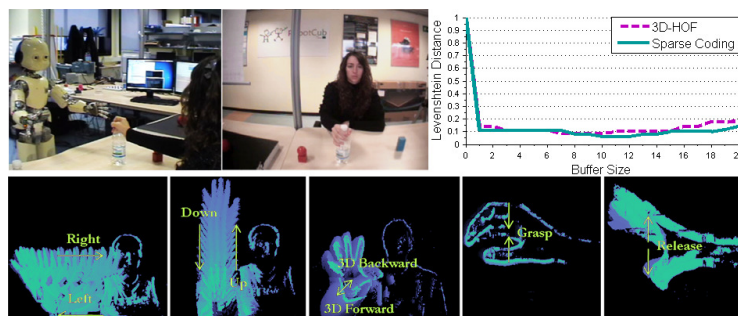 RobotCub
Levenshtein Distance
1
0.9
0.8
0.7
0.6
0.5
0.4
0.3
0.2
0.1
0
3D-HOF
Sparse Coding
0 2 4 6 8 10 12 14 16 18 20
Buffer Size
Right
Left
Down
Up
3D Backward
3D Forward
Grasp
Release